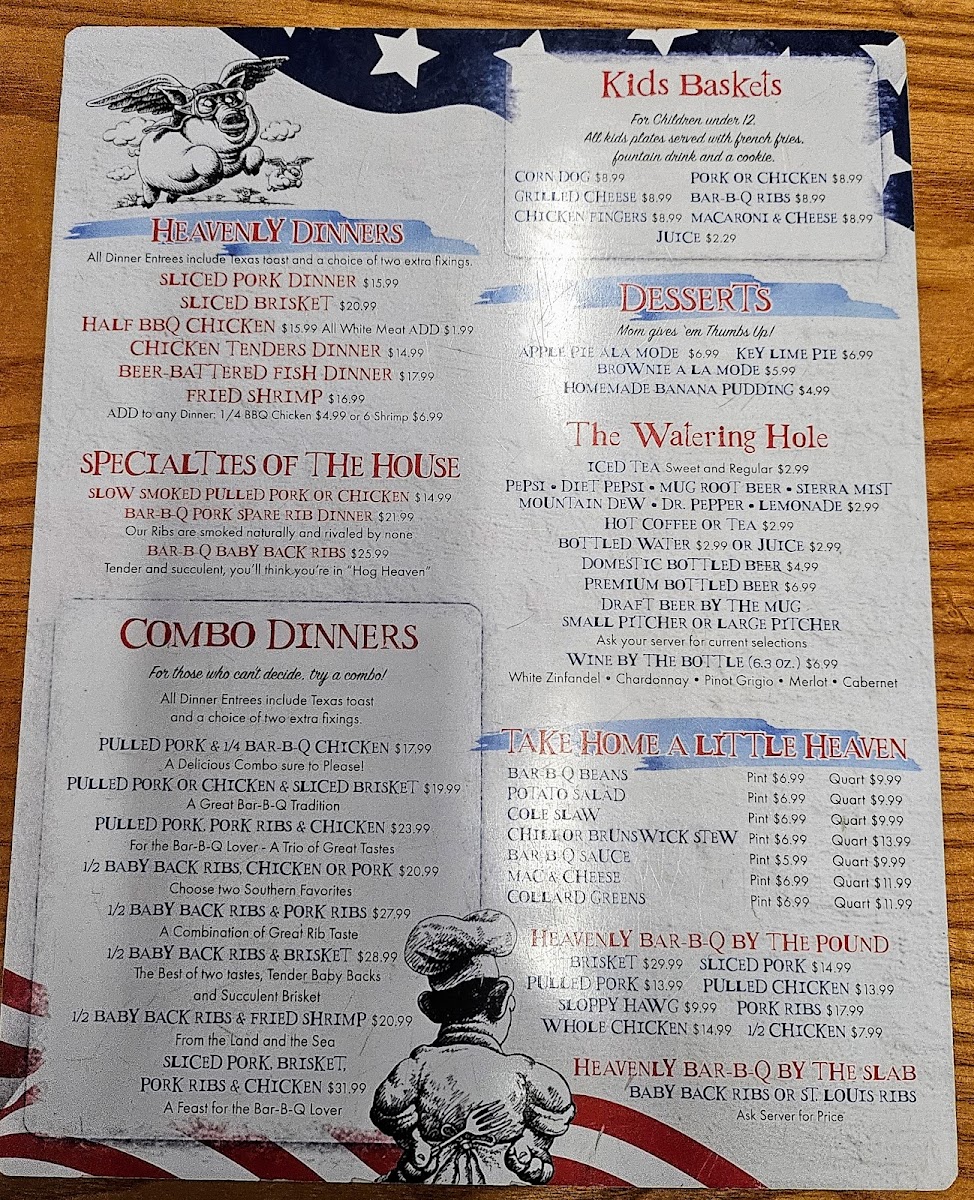 HEAVENLY DINNERS
All Dinner Entrees include Texas toast and a choice of two extra fixings.
SLICED PORK DINNER $15.99
SLICED BRISKET $20.99
HALF BBQ CHICKEN $15.99 All White Meat ADD $1.99
CHICKEN TENDERS DINNER $14.99
BEER-BATTERED FISH DINNER $17.99
FRIED SHRIMP $16.99
ADD to any Dinner: 1/4 BBQ Chicken $4.99 or 6 Shrimp $6.99
SPECIALTIES OF THE HOUSE
SLOW SMOKED PULLED PORK OR CHICKEN $14.99
BAR-B-Q PORK SPARE RIB DINNER $21.99
Our Ribs are smoked naturally and rivaled by none
BAR-B-Q BABY BACK RIBS $25.99
Tender and succulent, you'll think you're in "Hog Heaven"
COMBO DINNERS
For those who can't decide, try a combo!
All Dinner Entrees include Texas toast
and a choice of two extra fixings.
PULLED PORK & 1/4 BAR-B-Q CHICKEN $17.99
A Delicious Combo sure to Please!
PULLED PORK OR CHICKEN & SLICED BRISKET $19.99
A Great Bar-B-Q Tradition
PULLED PORK, PORK RIBS & CHICKEN $23.99
For the Bar-B-Q Lover - A Trio of Great Tastes
1/2 BABY BACK RIBS, CHICKEN OR PORK $20.99
Choose two Southern Favorites
1/2 BABY BACK RIBS & PORK RIBS $27.99
A Combination of Great Rib Taste
1/2 BABY BACK RIBS & BRISKET $28.99
The Best of two tastes, Tender Baby Backs
and Succulent Brisket
1/2 BABY BACK RIBS & FRIED SHRIMP $20.99
From the Land and the Sea
SLICED PORK, BRISKET,
PORK RIBS & CHICKEN $31.99
A Feast for the Bar-B-Q Lover
Kids Baskets
For Children under 12.
All kids plates served with french fries,
fountain drink and a cookie.
CORN DOG $8.99 PORK OR CHICKEN $8.99
GRILLED CHEESE $8.99 BAR-B-Q RIBS $8.99
CHICKEN FINGERS $8.99 MACARONI & CHEESE $8.99
JUICE $2.29
DESSERTS
Mom gives 'em Thumbs Up!
APPLE PIE ALA MODE $6.99 KEY LIME PIE $6.99
BROWNIE A LA MODE $5.99
HOMEMADE BANANA PUDDING $4.99
The Watering Hole
ICED TEA Sweet and Regular $2.99
PEPSI • DIET PEPSI • MUG ROOT BEER • SIERRA MIST
MOUNTAIN DEW • DR. PEPPER • LEMONADE $2.99
HOT COFFEE OR TEA $2.99
BOTTLED WATER $2.99 OR JUICE $2.99
DOMESTIC BOTTLED BEER $4.99
PREMIUM BOTTLED BEER $6.99
DRAFT BEER BY THE MUG
SMALL PITCHER OR LARGE PITCHER
Ask your server for current selections
WINE BY THE BOTTLE (6.3 OZ.) $6.99
White Zinfandel • Chardonnay • Pinot Grigio • Merlot • Cabernet
TAKE HOME A LITTLE HEAVEN
BAR-B-Q BEANS Pint $6.99 Quart $9.99
POTATO SALAD Pint $6.99 Quart $9.99
COLE SLAW Pint $6.99 Quart $9.99
CHILI OR BRUNSWICK STEW Pint $6.99 Quart $13.99
BAR-B-Q SAUCE Pint $5.99 Quart $9.99
MAC & CHEESE Pint $6.99 Quart $11.99
COLLARD GREENS Pint $6.99 Quart $11.99
HEAVENLY BAR-B-Q BY THE POUND
BRISKET $29.99 SLICED PORK $14.99
PULLED PORK $13.99 PULLED CHICKEN $13.99
SLOPPY HAWG $9.99 PORK RIBS $17.99
WHOLE CHICKEN $14.99 1/2 CHICKEN $7.99
HEAVENLY BAR-B-Q BY THE SLAB
BABY BACK RIBS OR ST. LOUIS RIBS
Ask Server for Price